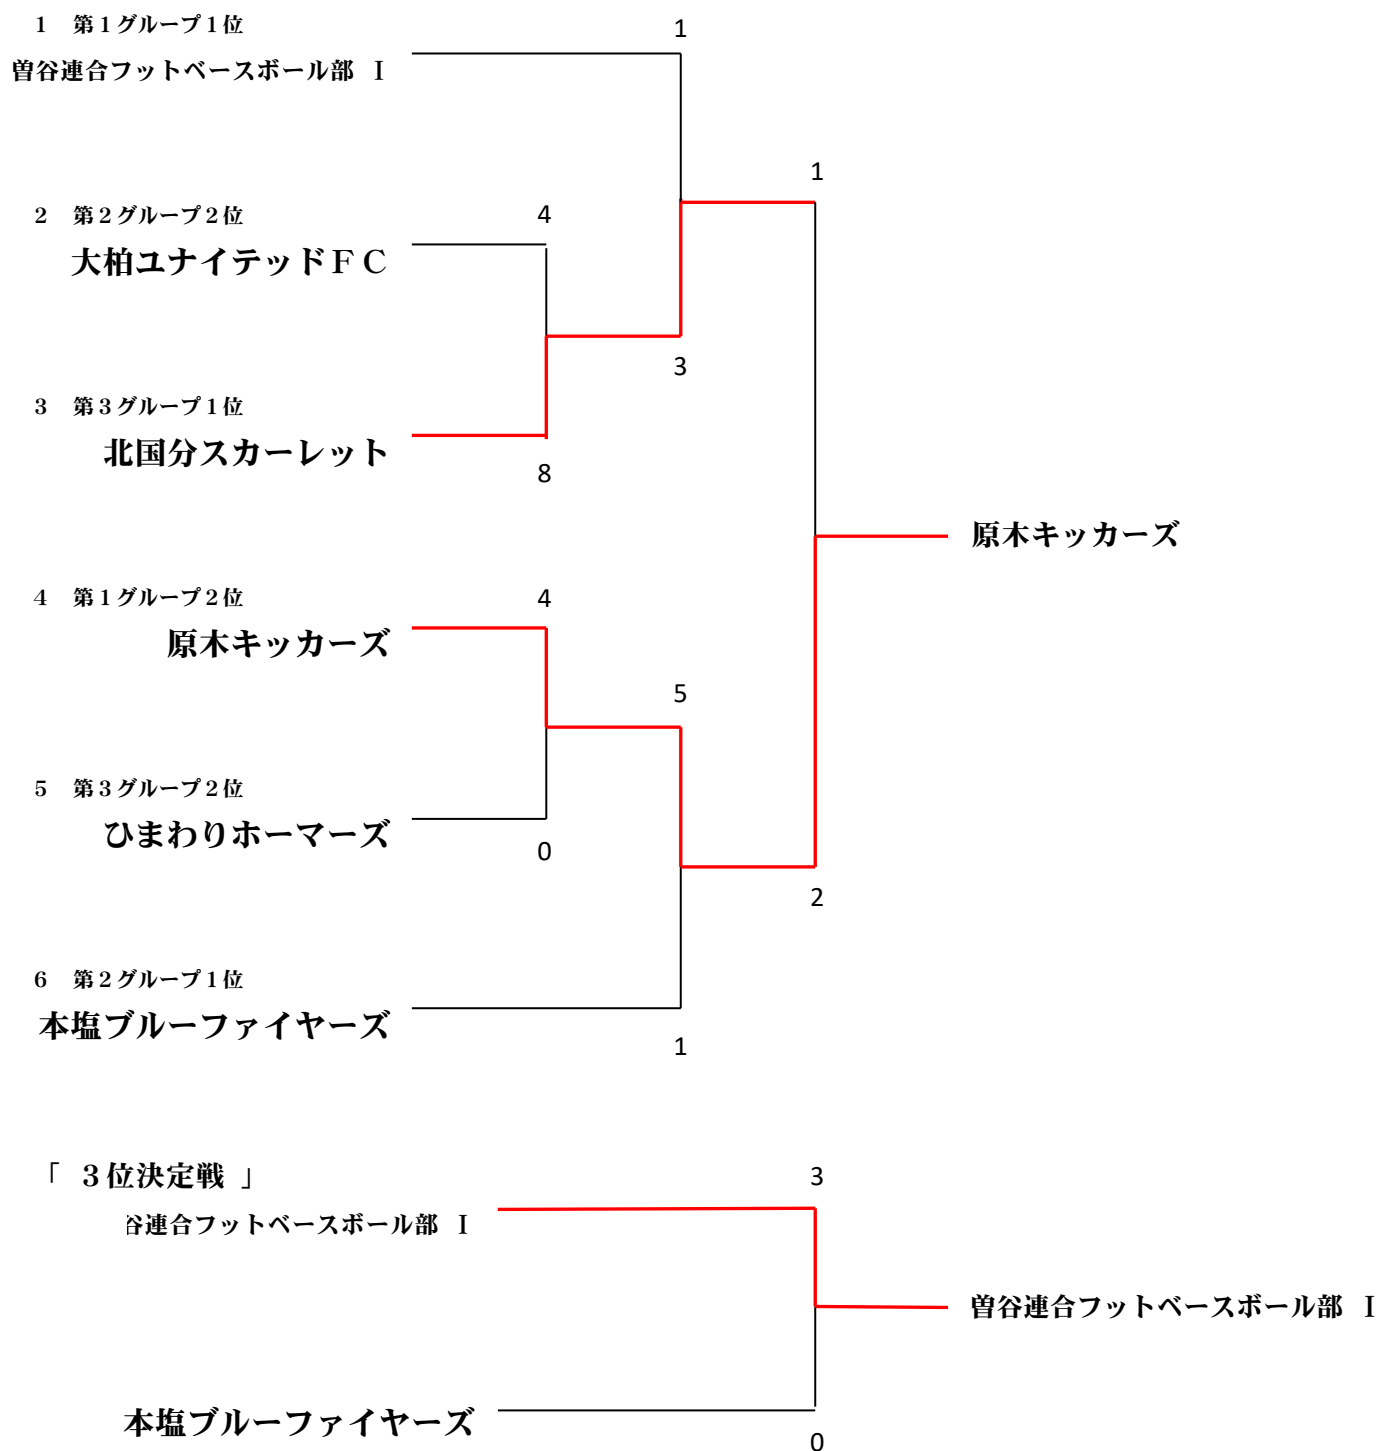 1 第1グループ1位
1
曽谷連合フットベースボール部 Ⅰ
1
2 第2グループ2位
4
大柏ユナイテッドＦＣ
3
3 第3グループ1位
北国分スカーレット
8
原木キッカーズ
4 第1グループ2位
4
原木キッカーズ
5
5 第3グループ2位
ひまわりホーマーズ
0
2
6 第2グループ1位
本塩ブルーファイヤーズ
1
「 3位決定戦 」
3
谷連合フットベースボール部 Ⅰ
曽谷連合フットベースボール部 Ⅰ
本塩ブルーファイヤーズ
0